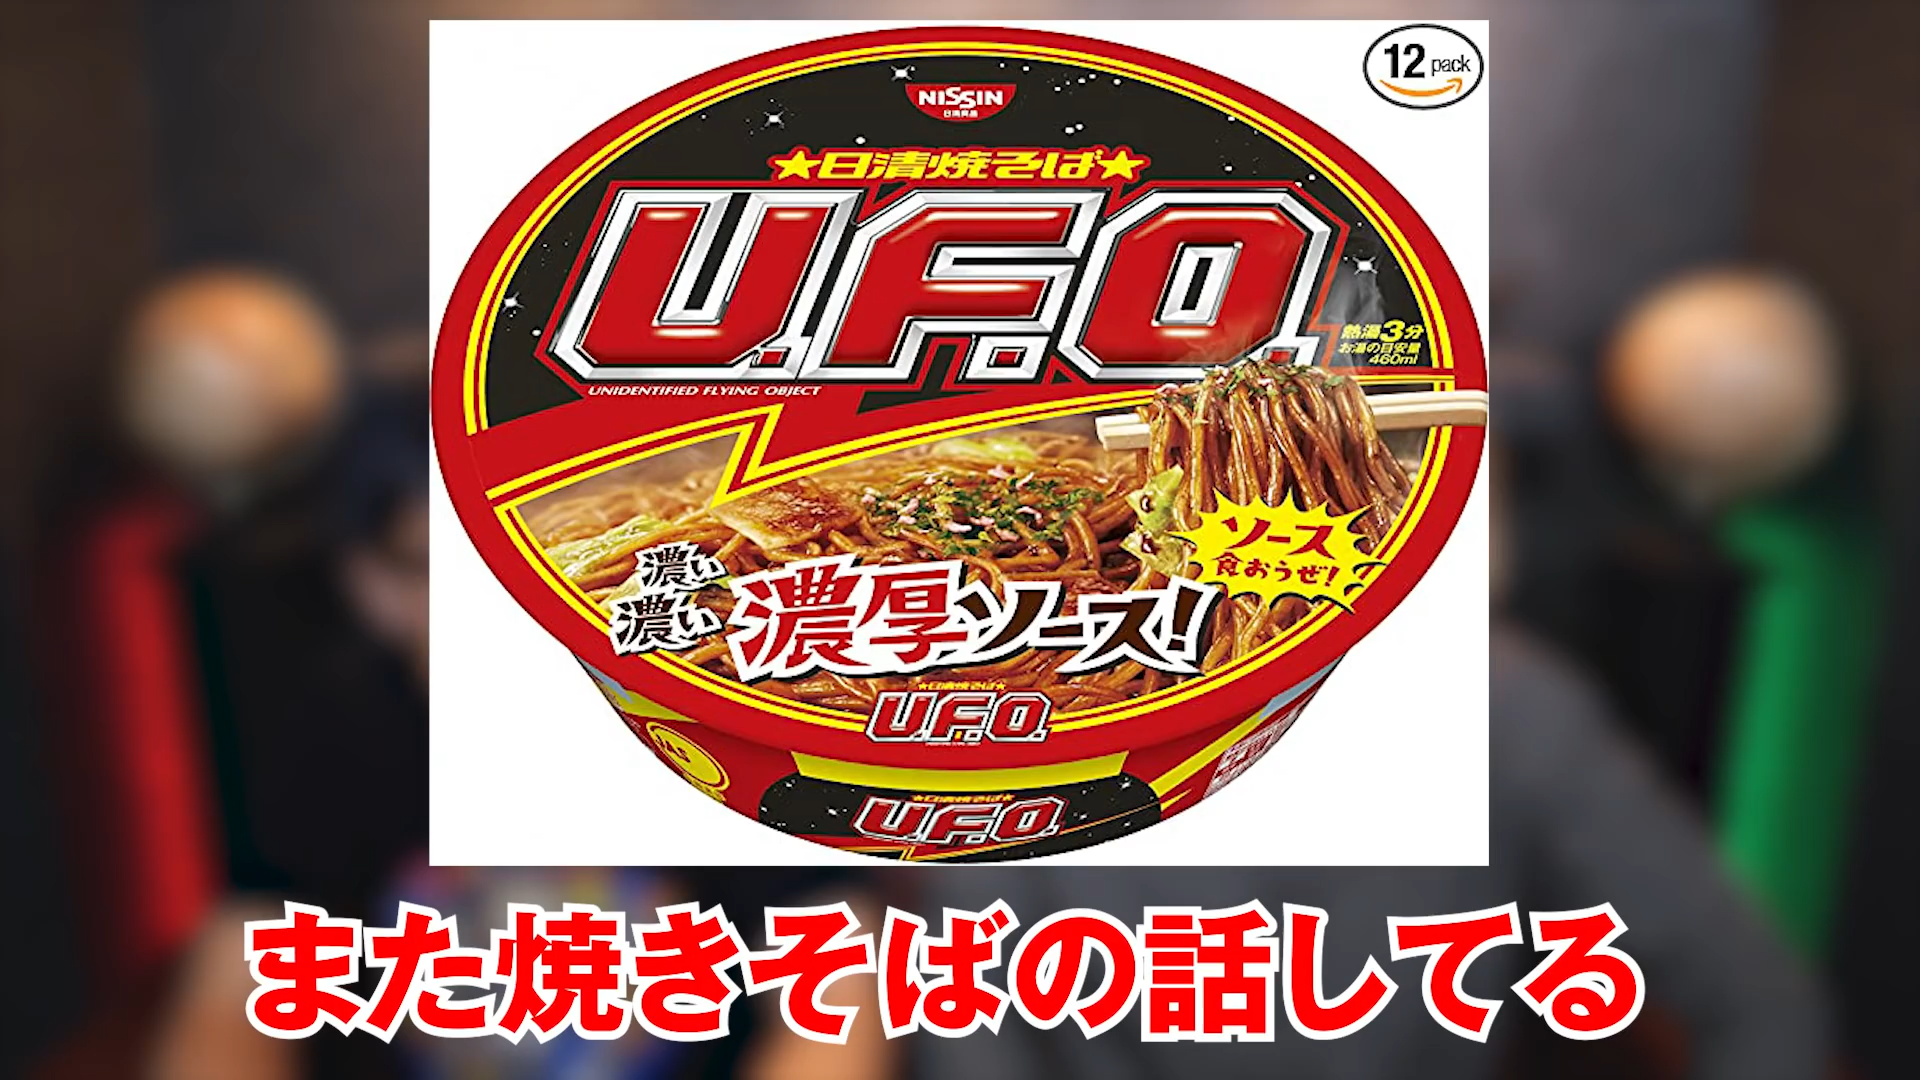 12 pack
NISSIN
日清食品
★日清焼そば★
U.F.O.
UNIDENTIFIED FLYING OBJECT
熱湯3分
お湯の目安量
460ml
ソース
食おうぜ!
濃い
濃い
濃厚ソース!
★日清焼そば★
U.F.O.
JAS
★日清焼そば★
U.F.O.
また焼きそばの話してる